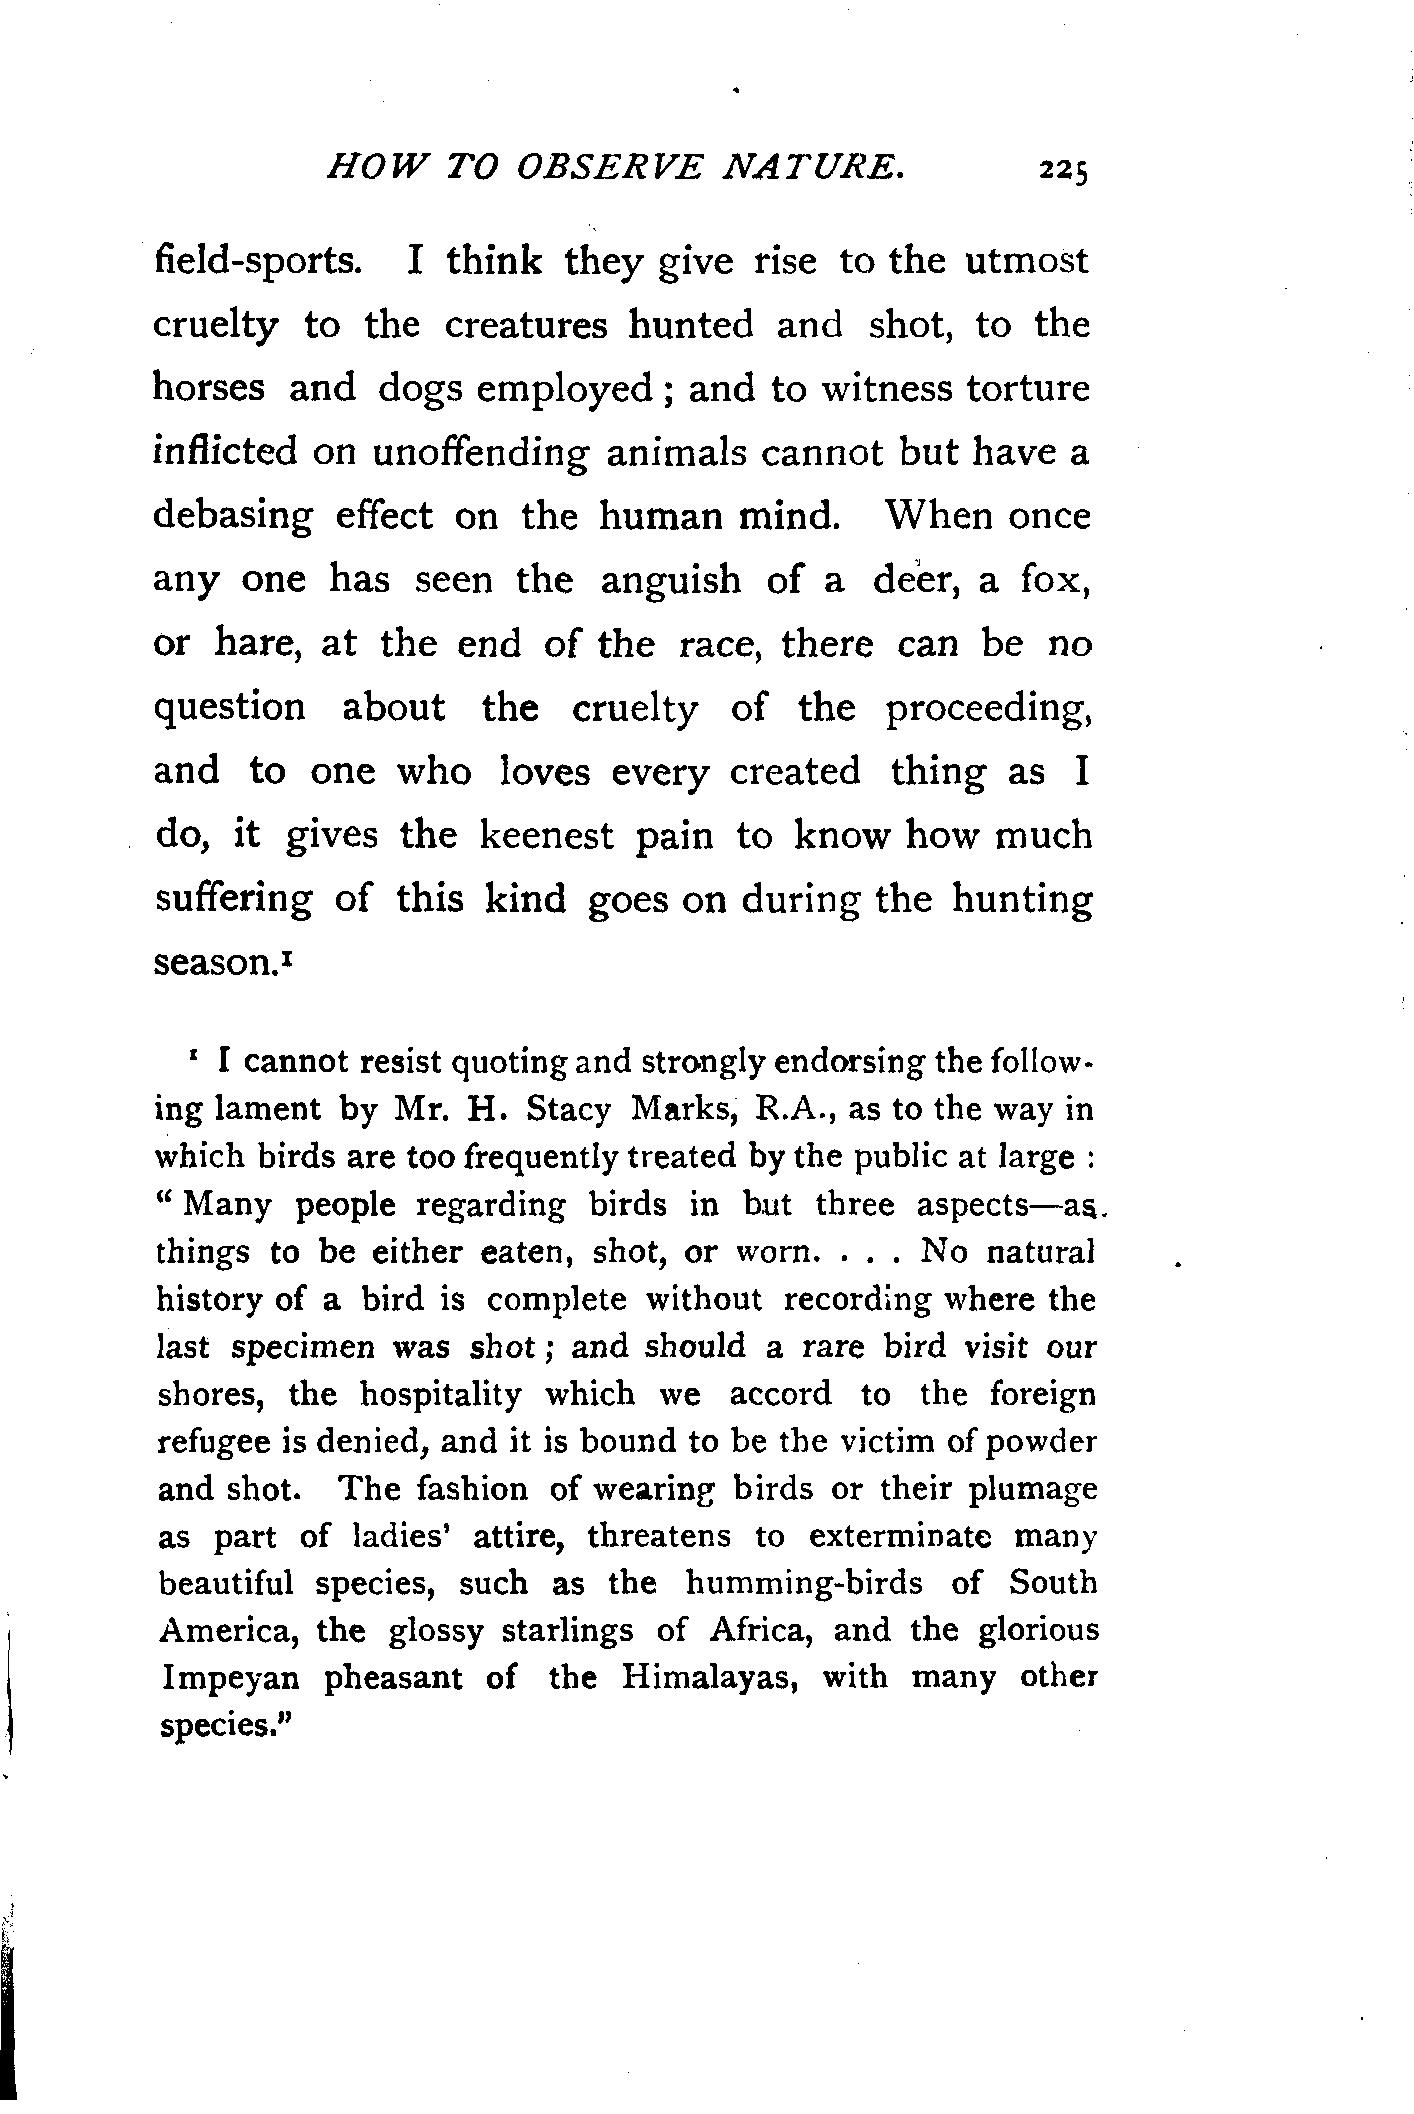 HOW TO OBSERVE NATURE. 225
field-sports. I think they give rise to the utmost
cruelty to the creatures hunted and shot, to the
horses and dogs employed ; and to witness torture
inflicted on unoffending animals cannot but have a
debasing effect on the human mind. When once
any one has seen the anguish of a deer, a fox,
or hare, at the end of the race, there can be no
question about the cruelty of the proceeding,
and to one who loves every created thing as I
do, it gives the keenest pain to know how much
suffering of this kind goes on during the hunting
season.¹
¹ I cannot resist quoting and strongly endorsing the follow-
ing lament by Mr. H. Stacy Marks, R.A., as to the way in
which birds are too frequently treated by the public at large :
“ Many people regarding birds in but three aspects—as
things to be either eaten, shot, or worn. . . . No natural
history of a bird is complete without recording where the
last specimen was shot ; and should a rare bird visit our
shores, the hospitality which we accord to the foreign
refugee is denied, and it is bound to be the victim of powder
and shot. The fashion of wearing birds or their plumage
as part of ladies' attire, threatens to exterminate many
beautiful species, such as the humming-birds of South
America, the glossy starlings of Africa, and the glorious
Impeyan pheasant of the Himalayas, with many other
species.”